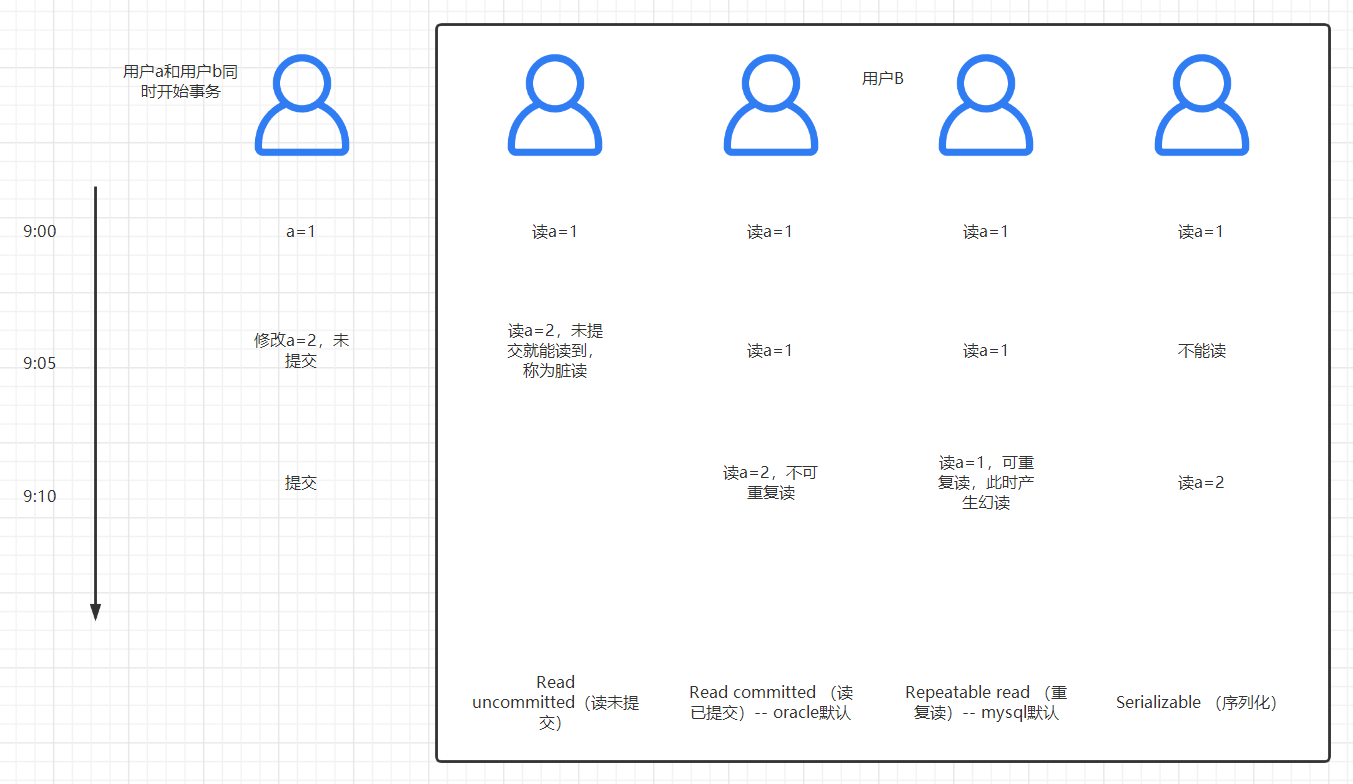 用户a和用户b同
时开始事务
用户B
9:00
a=1
读a=1
读a=1
读a=1
读a=1
9:05
修改a=2，未
提交
读a=2，未提
交就能读到，
称为脏读
读a=1
读a=1
不能读
9:10
提交
读a=2，不可
重复读
读a=1，可重
复读，此时产
生幻读
读a=2
Read
uncommitted（读未提
交）
Read committed （读
已提交）-- oracle默认
Repeatable read （重
复读）-- mysql默认
Serializable （序列化）